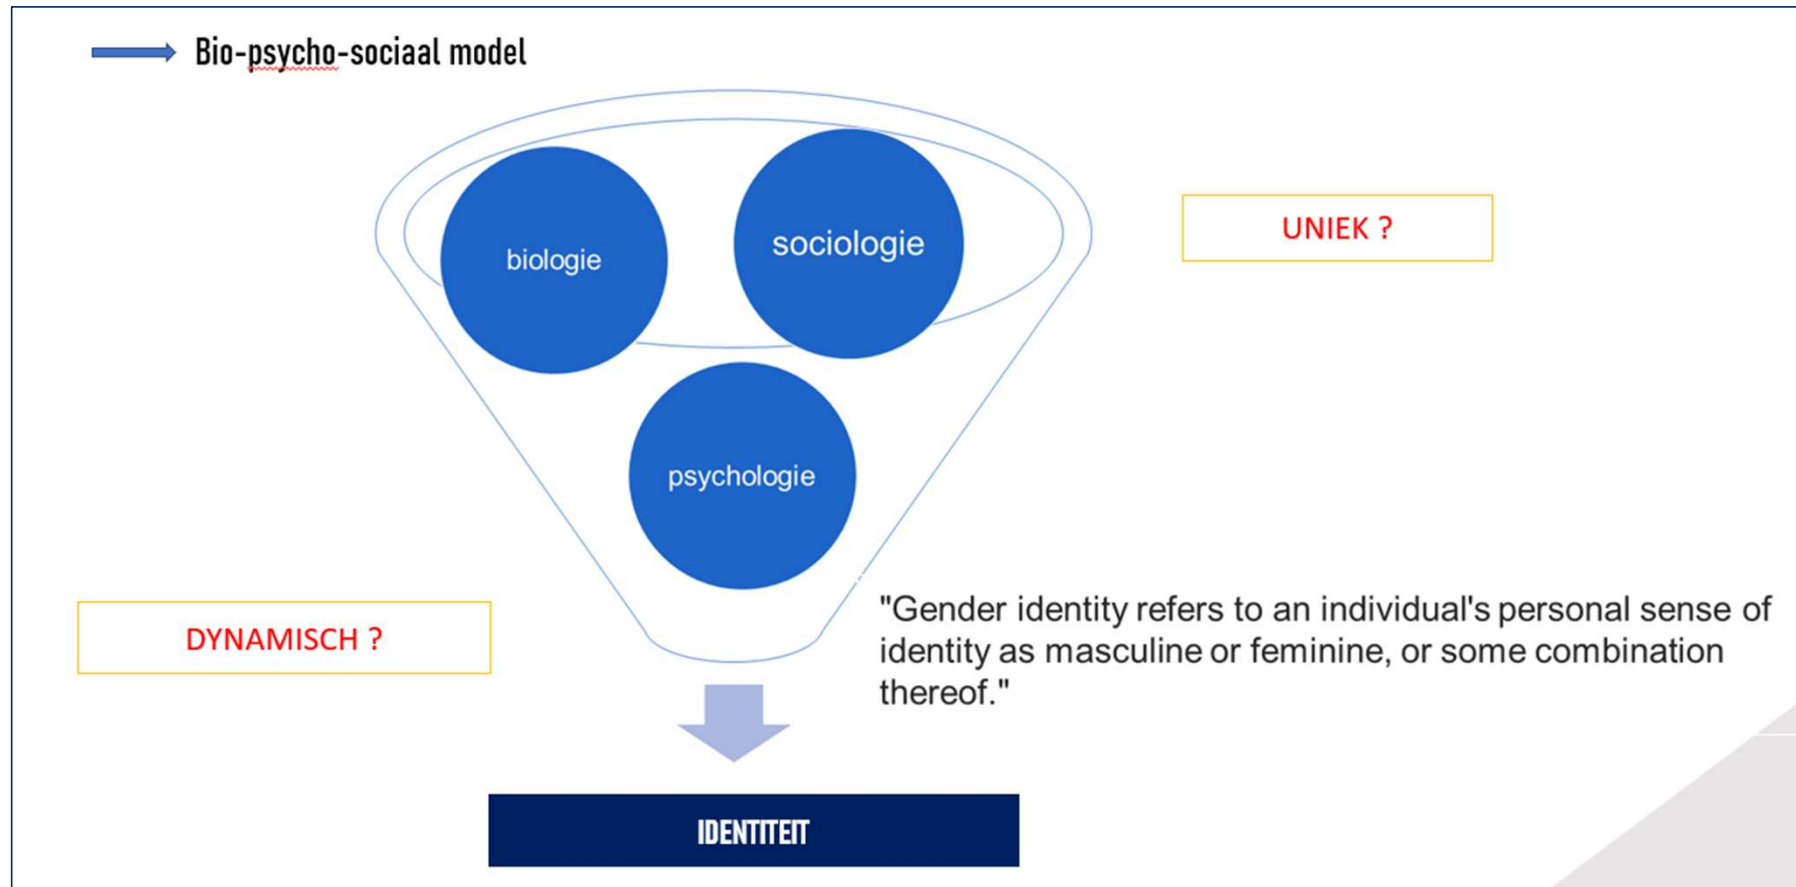 Bio-psycho-sociaal model
biologie
sociologie
UNIEK ?
psychologie
DYNAMISCH ?
"Gender identity refers to an individual's personal sense of
identity as masculine or feminine, or some combination
thereof."
IDENTITEIT